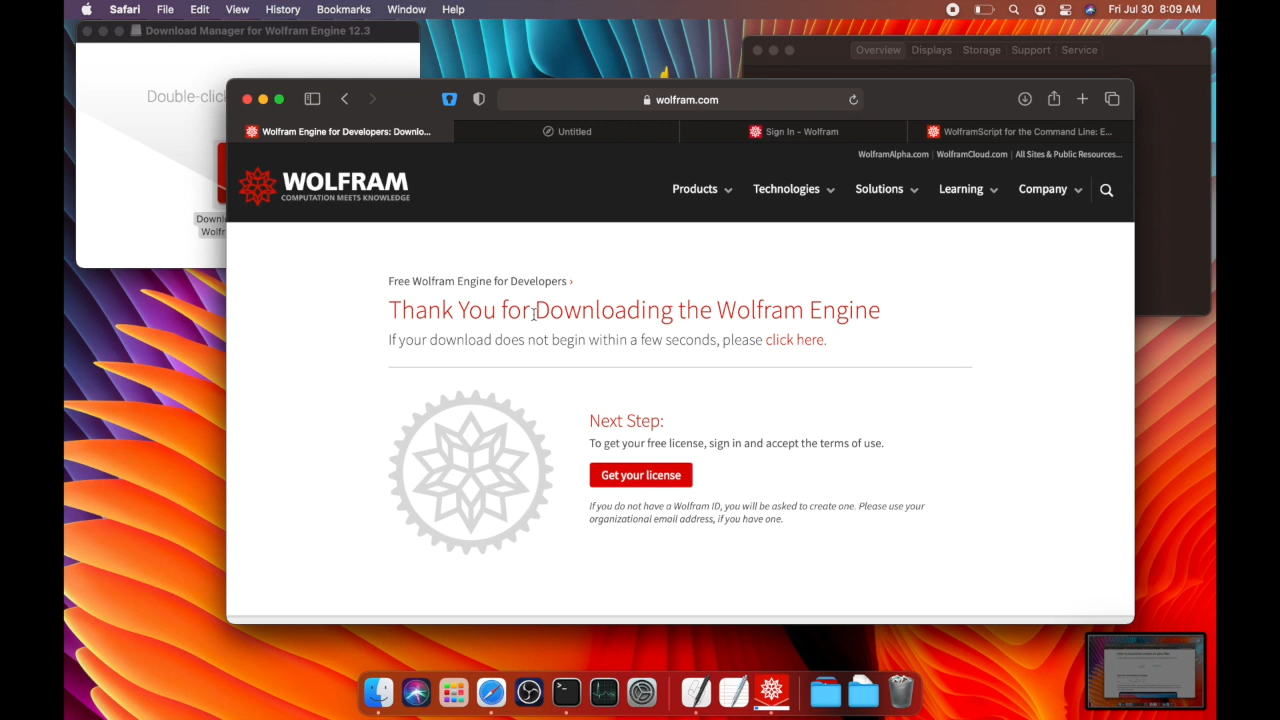 Safari File Edit View History Bookmarks Window Help Fri Jul 30 8:09 AM
Download Manager for Wolfram Engine 12.3
Overview Displays Storage Support Service
Double-clic
wolfram.com
Wolfram Engine for Developers: Downlo... Untitled Sign In - Wolfram WolframScript for the Command Line: E...
WolframAlpha.com | WolframCloud.com | All Sites & Public Resources...
WOLFRAM
COMPUTATION MEETS KNOWLEDGE
Products Technologies Solutions Learning Company
Downl
Wolfr
Free Wolfram Engine for Developers ›
Thank You for Downloading the Wolfram Engine
If your download does not begin within a few seconds, please click here.
Next Step:
To get your free license, sign in and accept the terms of use.
Get your license
If you do not have a Wolfram ID, you will be asked to create one. Please use your
organizational email address, if you have one.